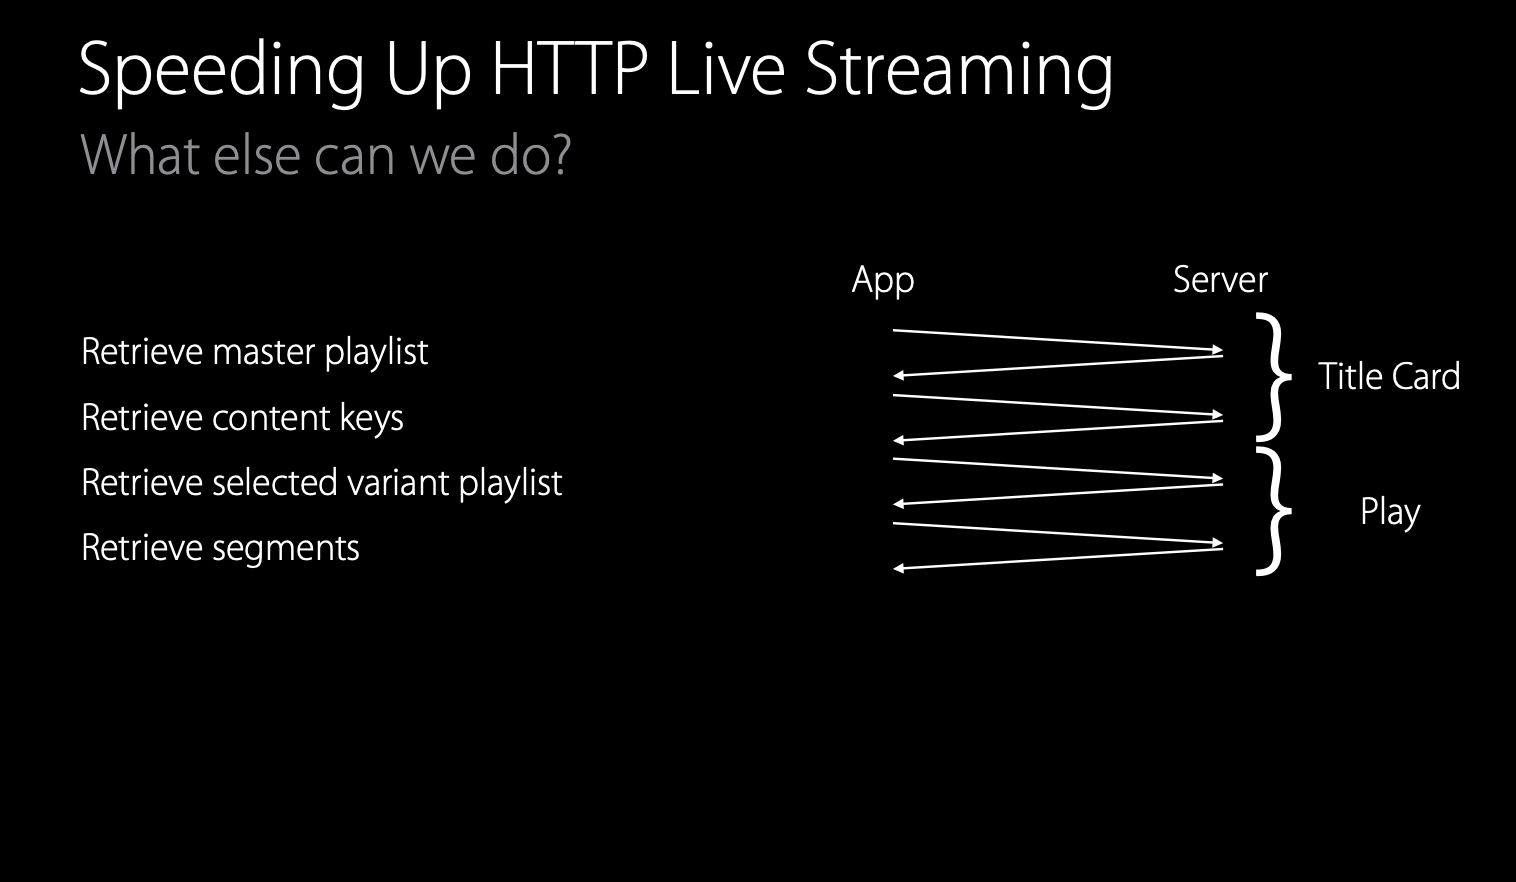 Speeding Up HTTP Live Streaming
What else can we do?
App Server
Retrieve master playlist
Title Card
Retrieve content keys
Retrieve selected variant playlist
Play
Retrieve segments